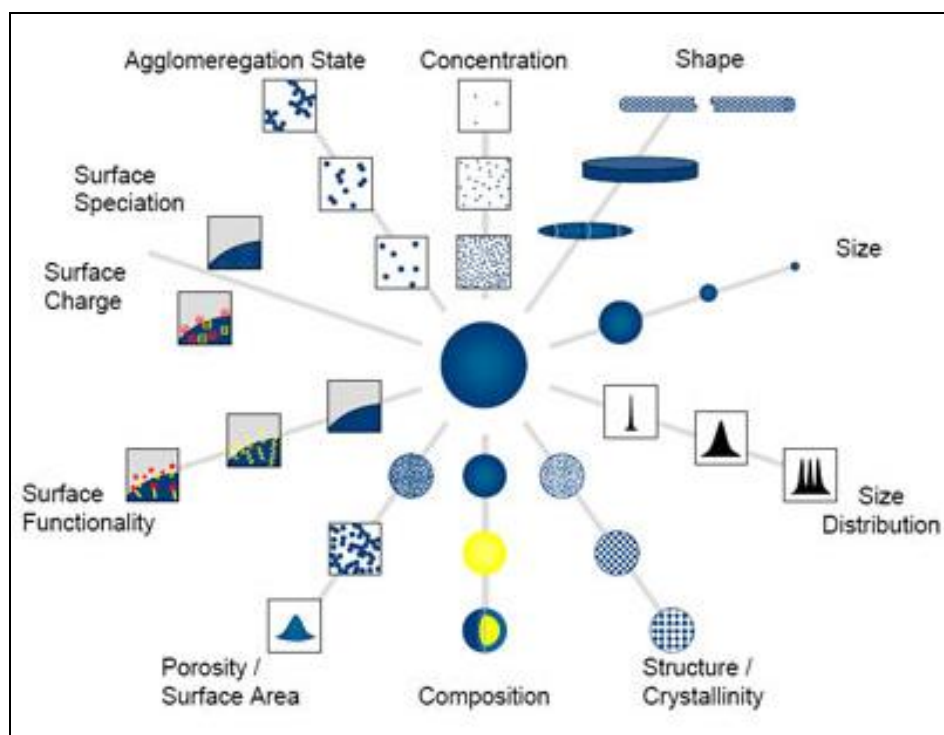 Agglomeregation State
Concentration
Shape
Surface
Speciation
Size
Surface
Charge
Surface
Functionality
Size
Distribution
Porosity /
Surface Area
Composition
Structure /
Crystallinity